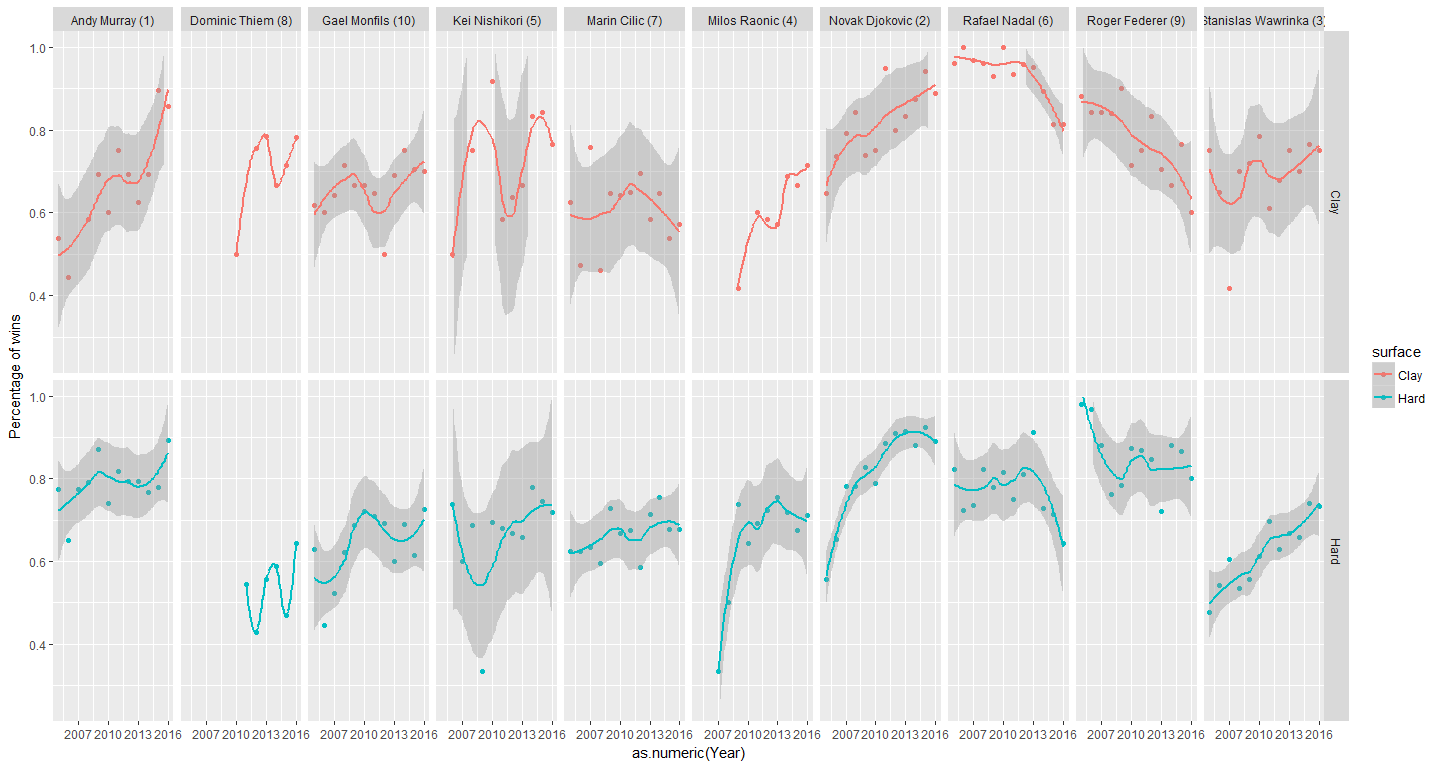 Andy Murray (1) Dominic Thiem (8) Gael Monfils (10) Kei Nishikori (5) Marin Cilic (7) Milos Raonic (4) Novak Djokovic (2) Rafael Nadal (6) Roger Federer (9) Stanislas Wawrinka (3)
1.0
0.8
0.6
0.4
Clay
1.0
0.8
0.6
0.4
Hard
Percentage of wins
2007 2010 2013 2016 2007 2010 2013 2016 2007 2010 2013 2016 2007 2010 2013 2016 2007 2010 2013 2016 2007 2010 2013 2016 2007 2010 2013 2016 2007 2010 2013 2016 2007 2010 2013 2016 2007 2010 2013 2016
as.numeric(Year)
surface
Clay
Hard